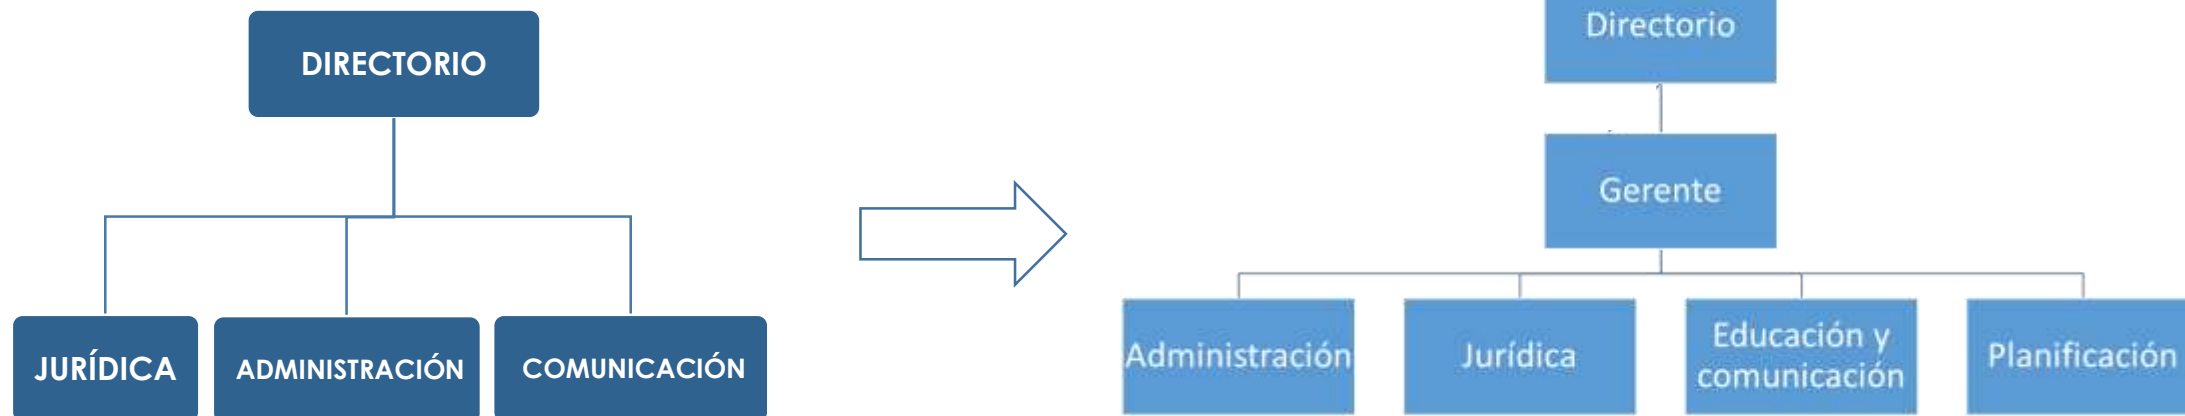 DIRECTORIO
JURÍDICA
ADMINISTRACIÓN
COMUNICACIÓN
Directorio
Gerente
Administración
Jurídica
Educación y
comunicación
Planificación